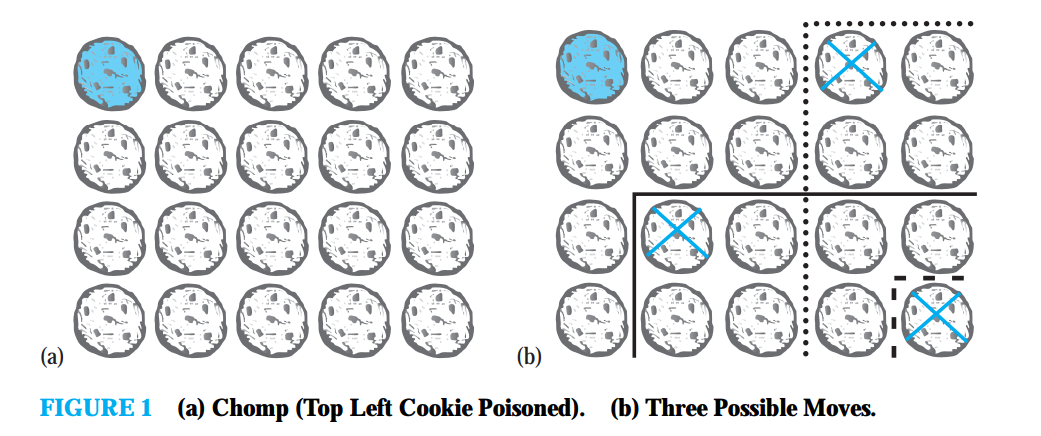 (a) (b)
FIGURE 1 (a) Chomp (Top Left Cookie Poisoned). (b) Three Possible Moves.